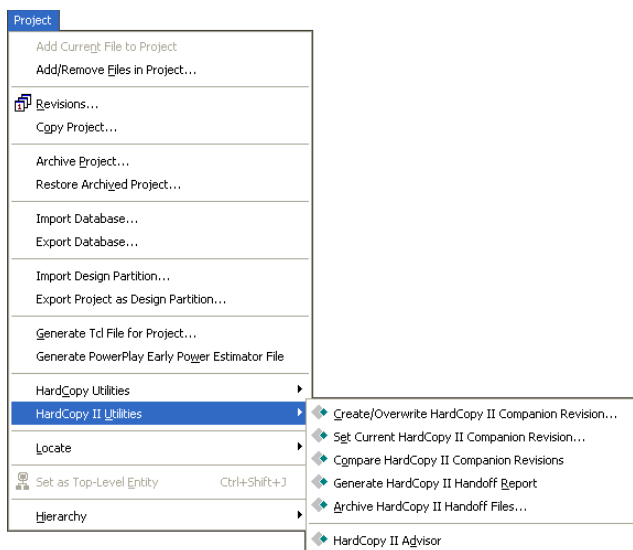 Project
Add Current File to Project
Add/Remove Files in Project...
Revisions...
Copy Project...
Archive Project...
Restore Archived Project...
Import Database...
Export Database...
Import Design Partition...
Export Project as Design Partition...
Generate Tcl File for Project...
Generate PowerPlay Early Power Estimator File
HardCopy Utilities
HardCopy II Utilities
Locate
Set as Top-Level Entity Ctrl+Shift+J
Hierarchy
Create/Overwrite HardCopy II Companion Revision...
Set Current HardCopy II Companion Revision...
Compare HardCopy II Companion Revisions
Generate HardCopy II Handoff Report
Archive HardCopy II Handoff Files...
HardCopy II Advisor